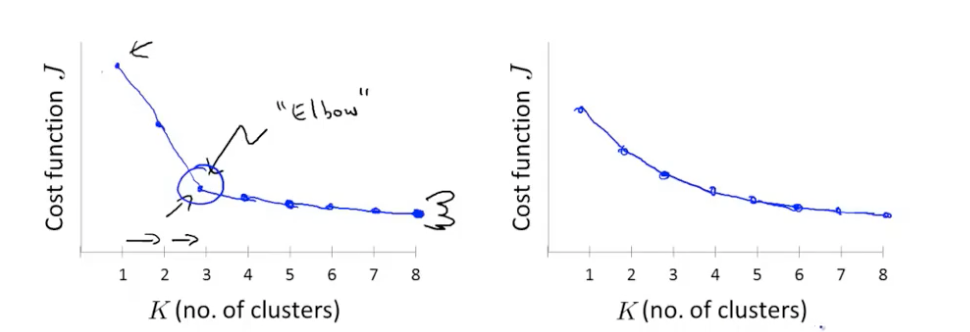 "Elbow"
Cost function J
1 2 3 4 5 6 7 8
K (no. of clusters)
Cost function J
1 2 3 4 5 6 7 8
K (no. of clusters)